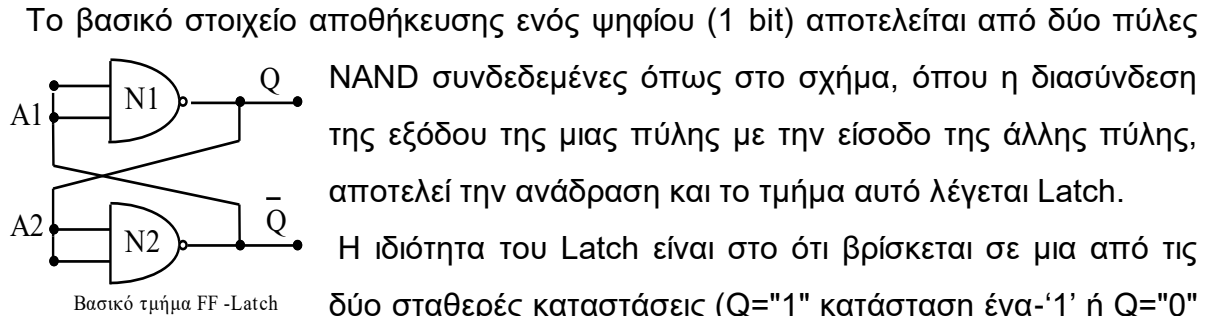 Το βασικό στοιχείο αποθήκευσης ενός ψηφίου (1 bit) αποτελείται από δύο πύλες
NAND συνδεδεμένες όπως στο σχήμα, όπου η διασύνδεση
της εξόδου της μιας πύλης με την είσοδο της άλλης πύλης,
αποτελεί την ανάδραση και το τμήμα αυτό λέγεται Latch.
Η ιδιότητα του Latch είναι στο ότι βρίσκεται σε μια από τις
δύο σταθερές καταστάσεις (Q="1" κατάσταση ένα-‘1’ ή Q="0"
A1
N1
Q
A2
N2
Q̅
Βασικό τμήμα FF -Latch